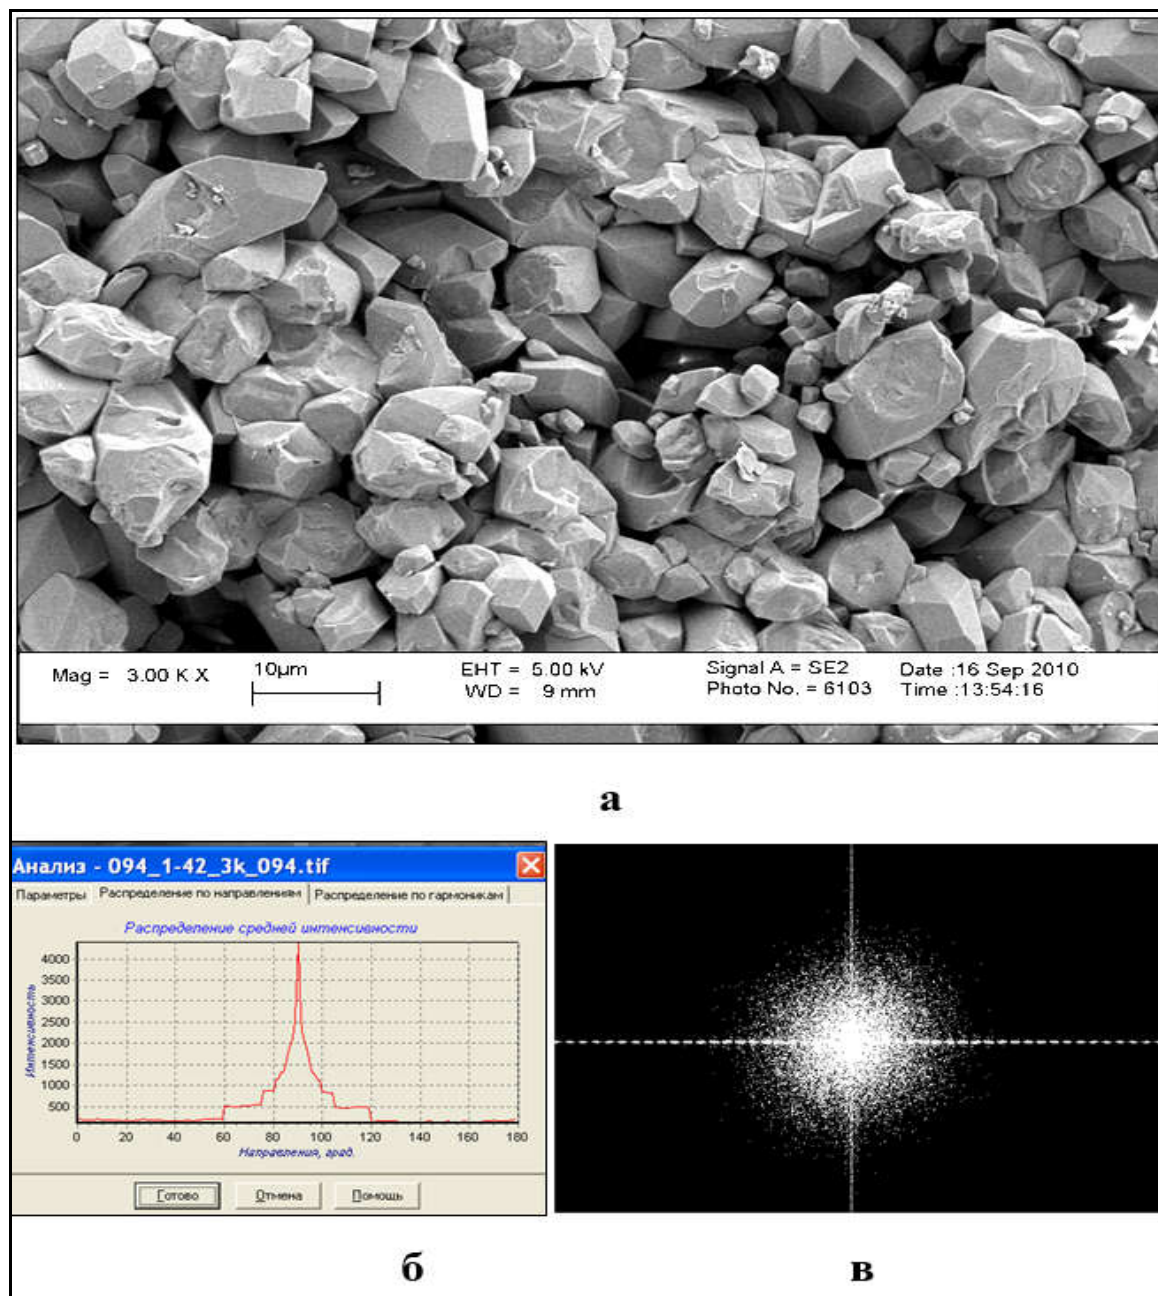 Mag = 3.00 K X 10µm EHT = 5.00 kV Signal A = SE2 Date :16 Sep 2010
WD = 9 mm Photo No. = 6103 Time :13:54:16
а
Анализ - 094_1-42_3k_094.tif
Параметры Распределение по направлениям Распределение по гармоникам
Распределение средней интенсивности
Интенсивность
4000
3500
3000
2500
2000
1500
1000
500
0 20 40 60 80 100 120 140 160 180
Направления, град.
Готово Отмена Помощь
б в